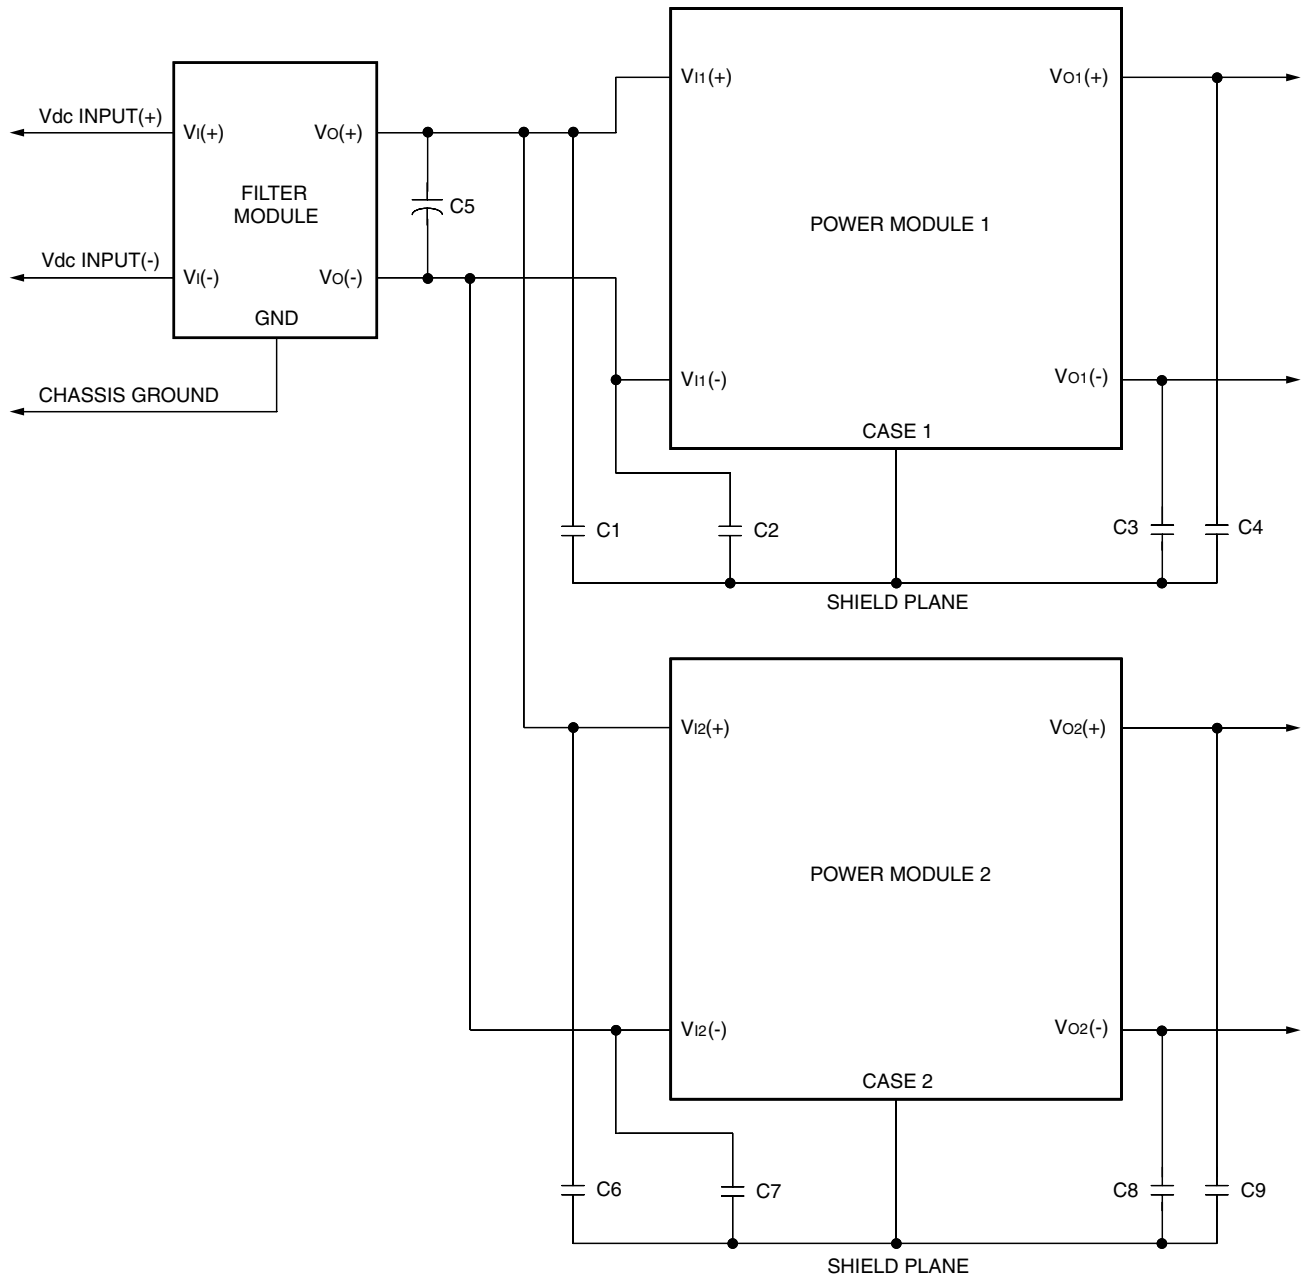 VI1(+)
VO1(+)
Vdc INPUT(+)
VI(+)
VO(+)
FILTER
MODULE
C5
POWER MODULE 1
Vdc INPUT(-)
VI(-)
VO(-)
GND
CHASSIS GROUND
VI1(-)
VO1(-)
CASE 1
C1
C2
C3
C4
SHIELD PLANE
VI2(+)
VO2(+)
POWER MODULE 2
VI2(-)
VO2(-)
CASE 2
C6
C7
C8
C9
SHIELD PLANE